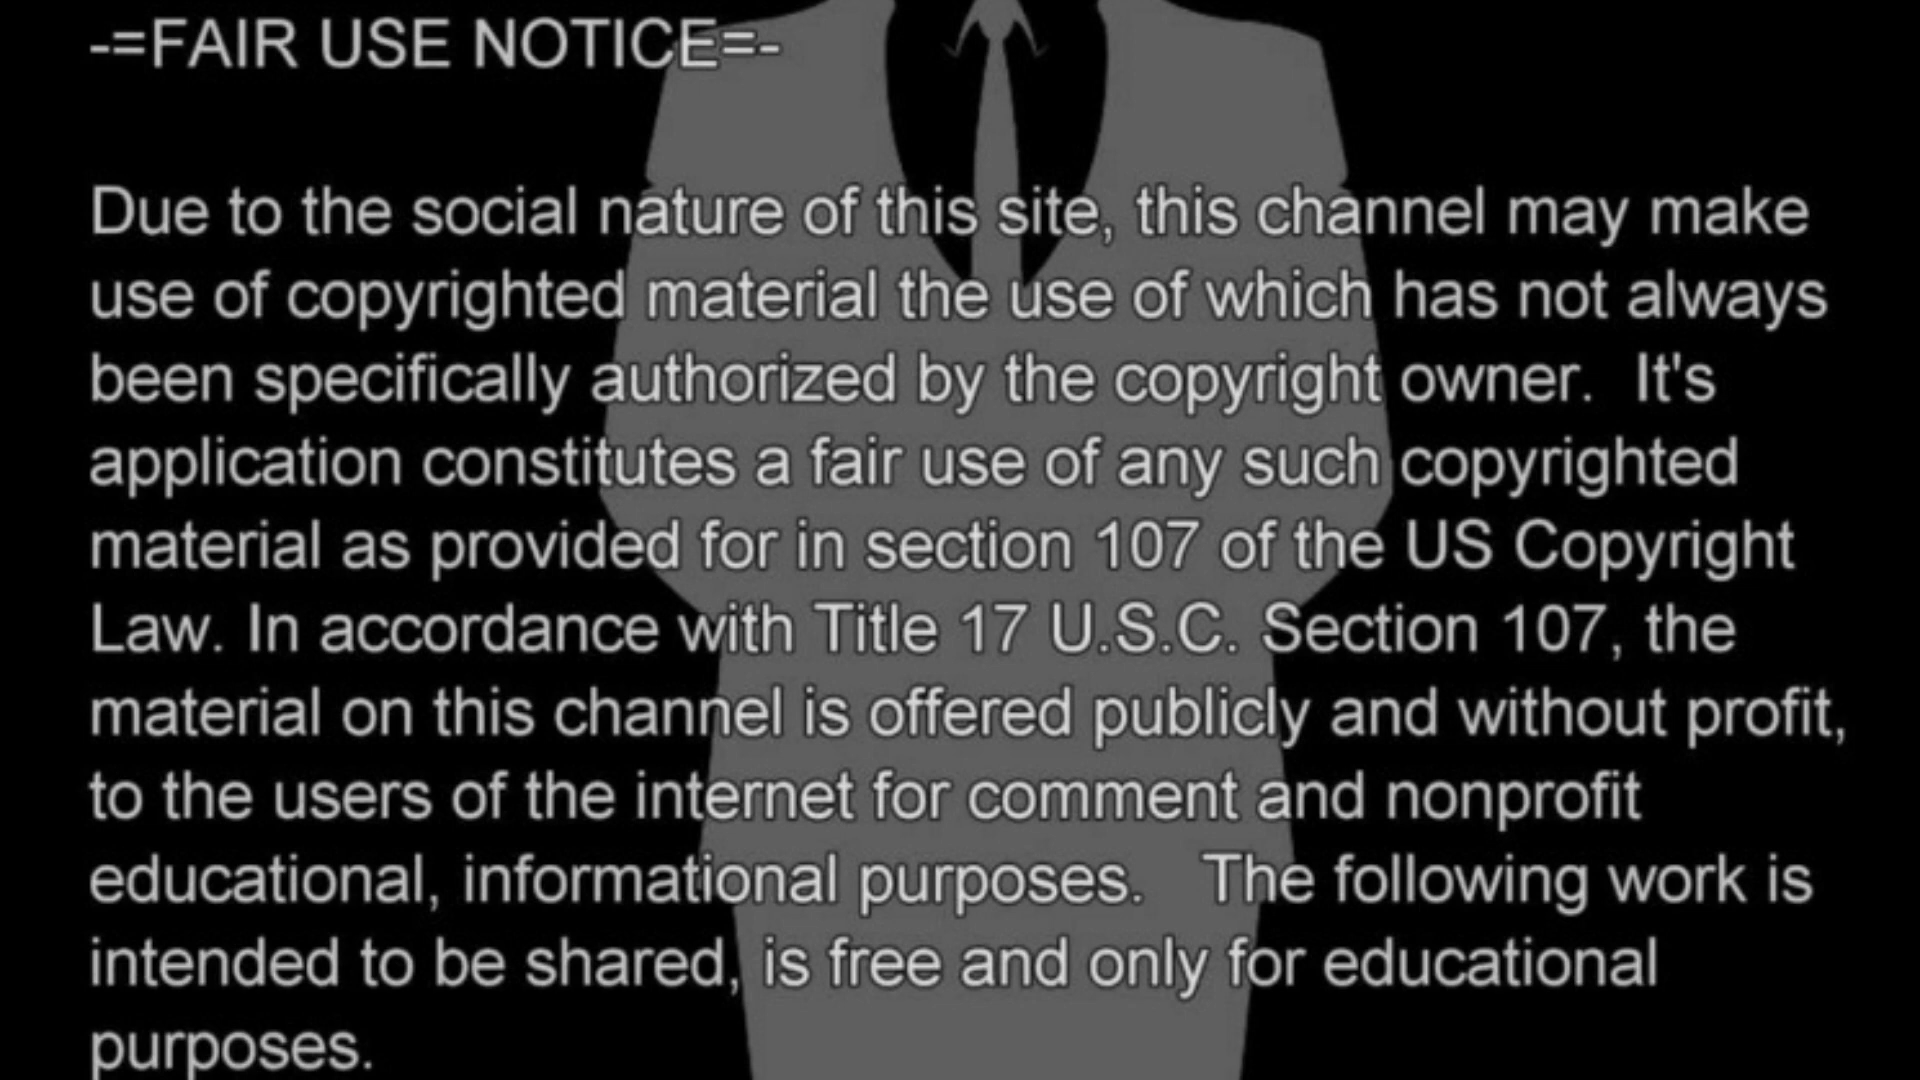 -=FAIR USE NOTICE=-
Due to the social nature of this site, this channel may make
use of copyrighted material the use of which has not always
been specifically authorized by the copyright owner.  It's
application constitutes a fair use of any such copyrighted
material as provided for in section 107 of the US Copyright
Law. In accordance with Title 17 U.S.C. Section 107, the
material on this channel is offered publicly and without profit,
to the users of the internet for comment and nonprofit
educational, informational purposes.   The following work is
intended to be shared, is free and only for educational
purposes.